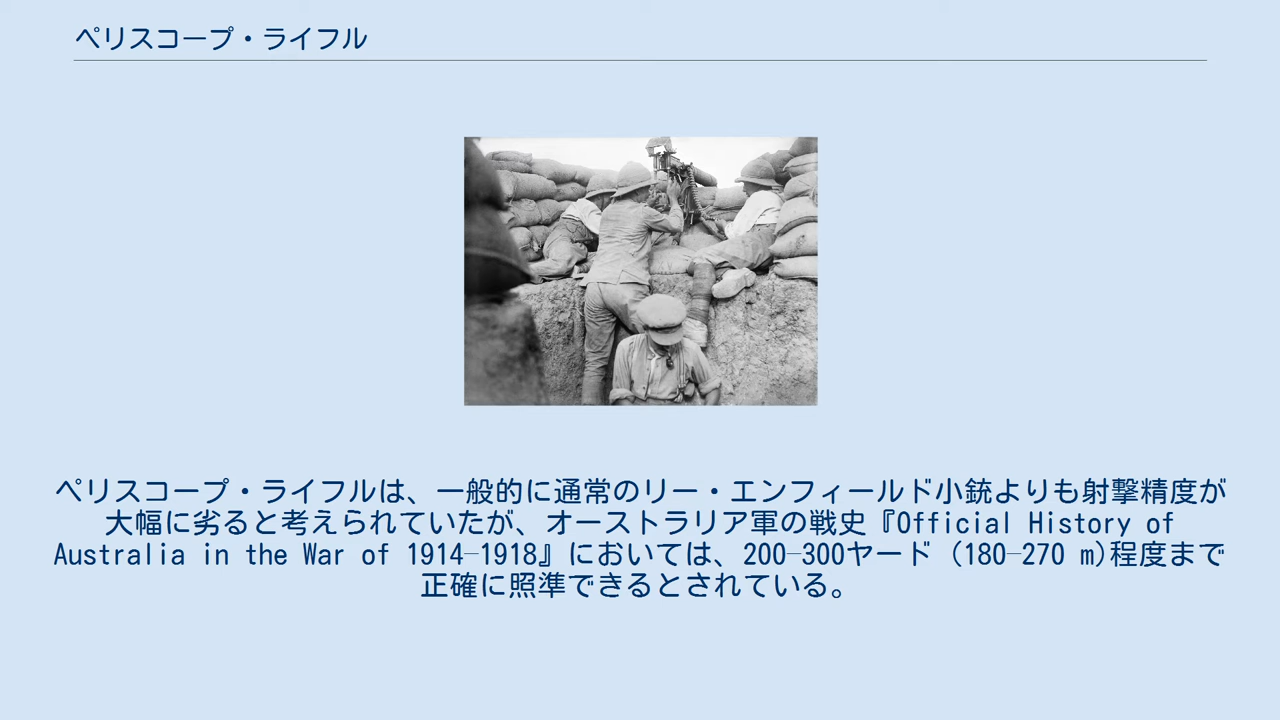 ペリスコープ・ライフル
ペリスコープ・ライフルは、一般的に通常のリー・エンフィールド小銃よりも射撃精度が
大幅に劣ると考えられていたが、オーストラリア軍の戦史『Official History of
Australia in the War of 1914–1918』においては、200–300ヤード (180–270 m)程度まで
正確に照準できるとされている。